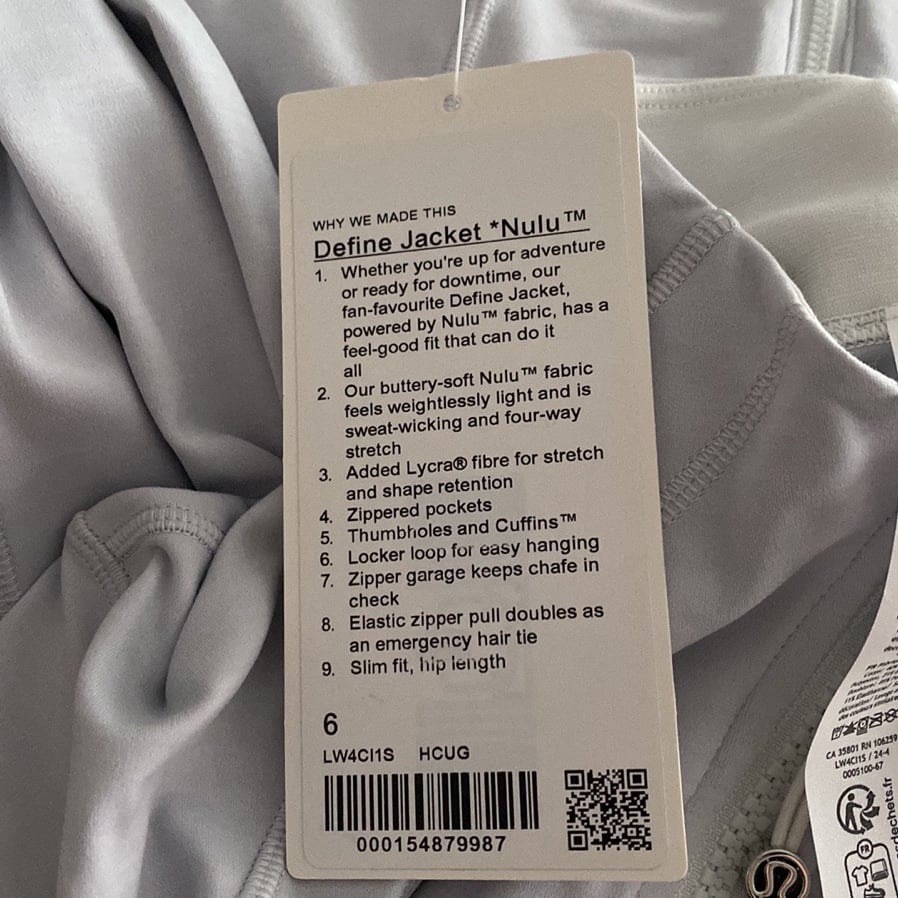 WHY WE MADE THIS
Define Jacket *Nulu™
1. Whether you're up for adventure
or ready for downtime, our
fan-favourite Define Jacket,
powered by Nulu™ fabric, has a
feel-good fit that can do it
all
2. Our buttery-soft Nulu™ fabric
feels weightlessly light and is
sweat-wicking and four-way
stretch
3. Added Lycra® fibre for stretch
and shape retention
4. Zippered pockets
5. Thumbholes and Cuffins™
6. Locker loop for easy hanging
7. Zipper garage keeps chafe in
check
8. Elastic zipper pull doubles as
an emergency hair tie
9. Slim fit, hip length
6
LW4CI1S HCUG
000154879987
CA 35801 RN 106259
LW4CI1S / 24-4
0005100-67
FR